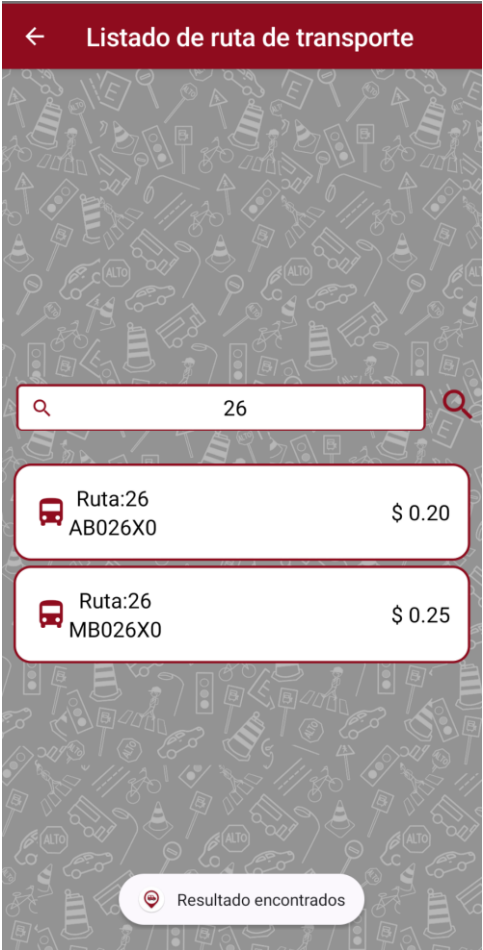 Listado de ruta de transporte
26
Ruta:26
AB026X0
$ 0.20
Ruta:26
MB026X0
$ 0.25
Resultado encontrados